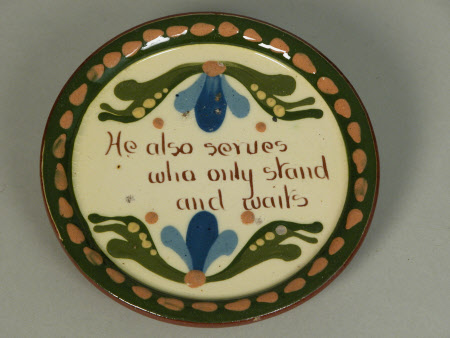 He also serves
who only stand
and waits